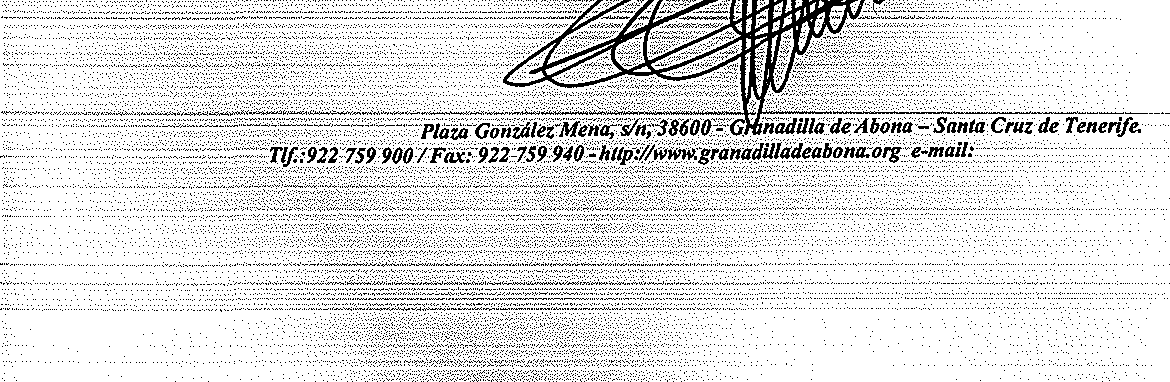 Plaza González Mena, s/n, 38600 - Granadilla de Abona – Santa Cruz de Tenerife.
Tlf.:922 759 900 / Fax: 922 759 940 - http://www.granadilladeabona.org e-mail: